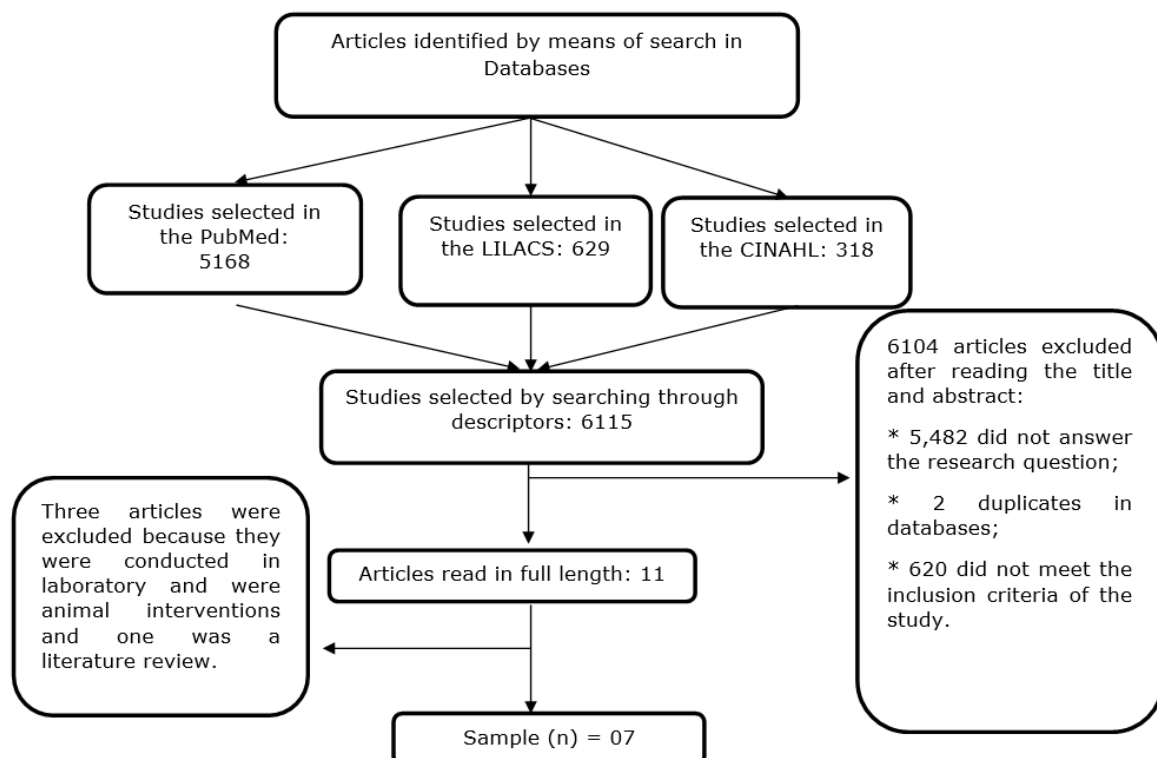 Articles identified by means of search in
Databases
Studies selected in
the PubMed:
5168
Studies selected in
the LILACS: 629
Studies selected in
the CINAHL: 318
Studies selected by searching through
descriptors: 6115
6104 articles excluded
after reading the title
and abstract:
* 5,482 did not answer
the research question;
* 2 duplicates in
databases;
* 620 did not meet the
inclusion criteria of the
study.
Three articles were
excluded because they
were conducted in
laboratory and were
animal interventions
and one was a
literature review.
Articles read in full length: 11
Sample (n) = 07